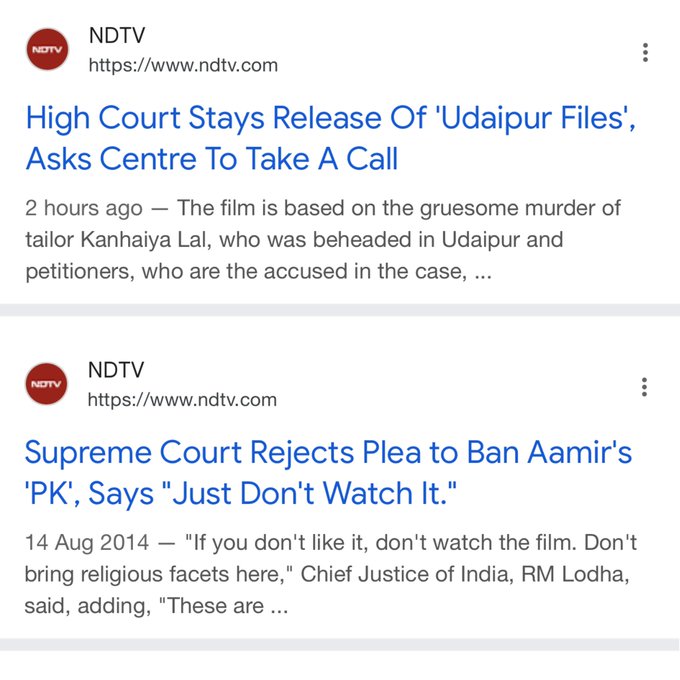 NDTV
NDTV
https://www.ndtv.com
High Court Stays Release Of 'Udaipur Files',
Asks Centre To Take A Call
2 hours ago — The film is based on the gruesome murder of
tailor Kanhaiya Lal, who was beheaded in Udaipur and
petitioners, who are the accused in the case, ...
NDTV
NDTV
https://www.ndtv.com
Supreme Court Rejects Plea to Ban Aamir's
'PK', Says "Just Don't Watch It."
14 Aug 2014 — "If you don't like it, don't watch the film. Don't
bring religious facets here," Chief Justice of India, RM Lodha,
said, adding, "These are ...